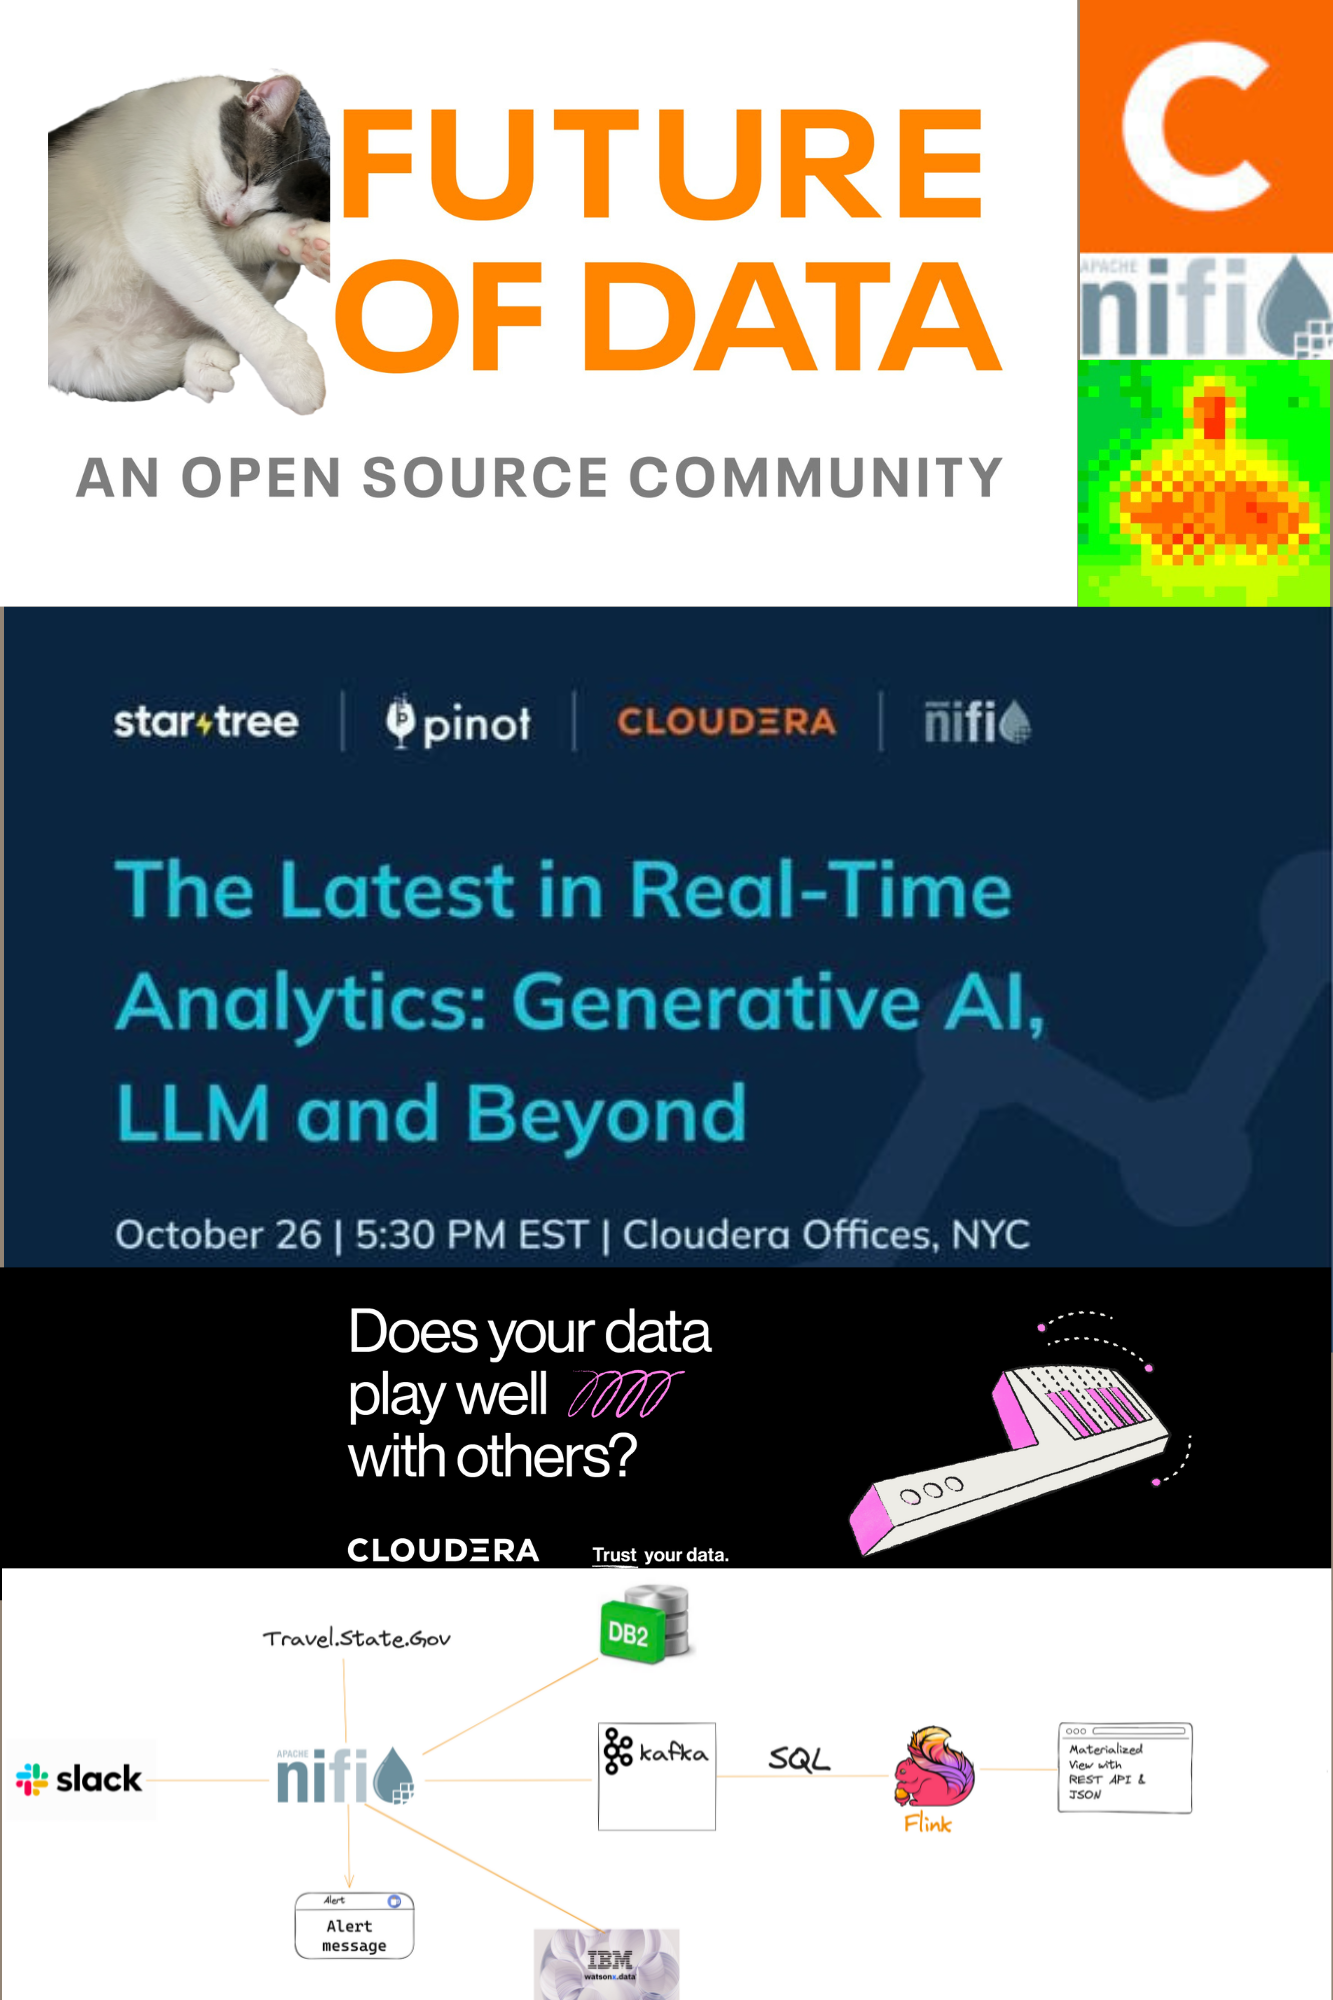 FUTURE
OF DATA
AN OPEN SOURCE COMMUNITY
C
APACHE
nifi
star tree
pinot
CLOUDERA
nifi
The Latest in Real-Time
Analytics: Generative AI,
LLM and Beyond
October 26 | 5:30 PM EST | Cloudera Offices, NYC
Does your data
play well
with others?
CLOUDERA
Trust your data.
Travel.State.Gov
DB2
slack
APACHE
nifi
kafka
SQL
Flink
Materialized
View with
REST API &
JSON
Alert
Alert
message
IBM
watsonx.data